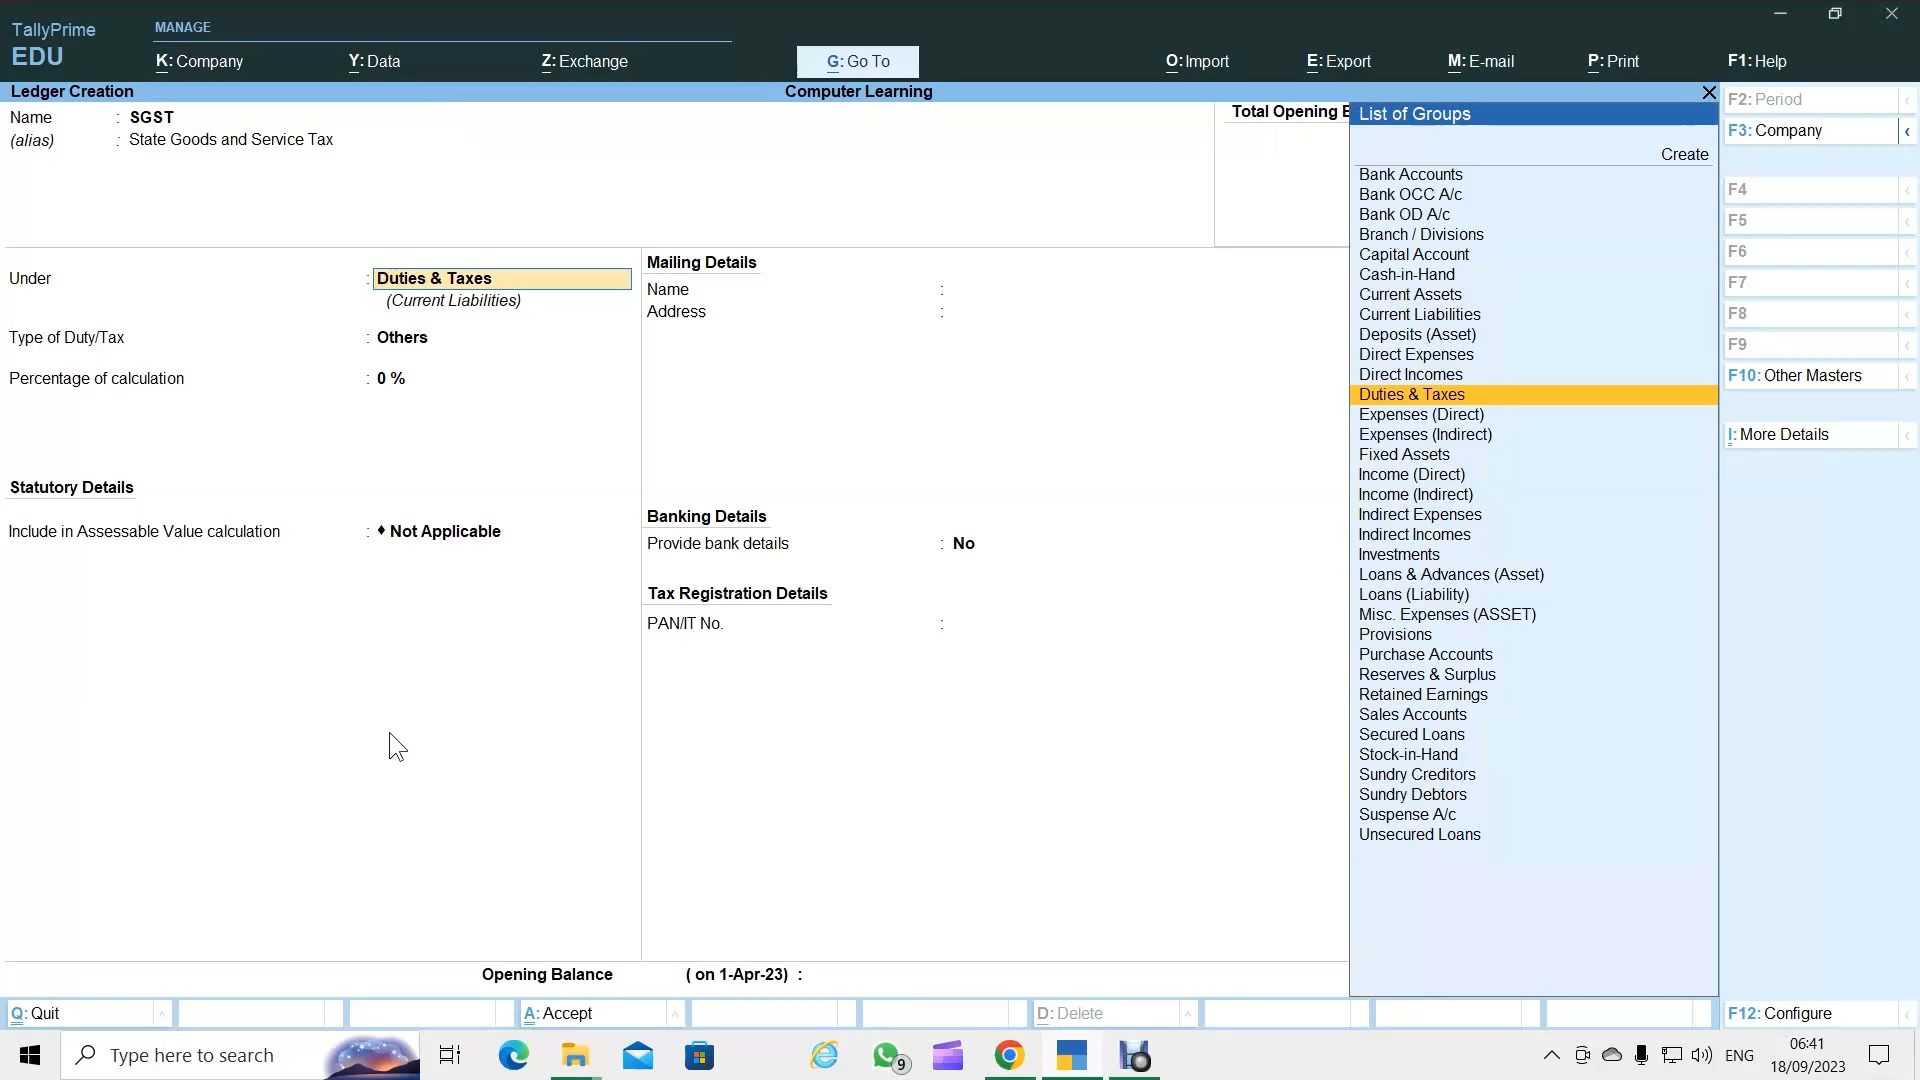 TallyPrime
EDU
MANAGE
K: Company
Y: Data
Z: Exchange
G: Go To
O: Import
E: Export
M: E-mail
P: Print
F1: Help
Ledger Creation
Computer Learning
Name : SGST
(alias) : State Goods and Service Tax
Total Opening B
Under : Duties & Taxes
(Current Liabilities)
Type of Duty/Tax : Others
Percentage of calculation : 0 %
Statutory Details
Include in Assessable Value calculation : ♦ Not Applicable
Mailing Details
Name :
Address :
Banking Details
Provide bank details : No
Tax Registration Details
PAN/IT No. :
Opening Balance ( on 1-Apr-23) :
List of Groups
Create
Bank Accounts
Bank OCC A/c
Bank OD A/c
Branch / Divisions
Capital Account
Cash-in-Hand
Current Assets
Current Liabilities
Deposits (Asset)
Direct Expenses
Direct Incomes
Duties & Taxes
Expenses (Direct)
Expenses (Indirect)
Fixed Assets
Income (Direct)
Income (Indirect)
Indirect Expenses
Indirect Incomes
Investments
Loans & Advances (Asset)
Loans (Liability)
Misc. Expenses (ASSET)
Provisions
Purchase Accounts
Reserves & Surplus
Retained Earnings
Sales Accounts
Secured Loans
Stock-in-Hand
Sundry Creditors
Sundry Debtors
Suspense A/c
Unsecured Loans
F2: Period
F3: Company
F4
F5
F6
F7
F8
F9
F10: Other Masters
I: More Details
F12: Configure
Q: Quit
A: Accept
D: Delete
Type here to search
9
ENG
06:41
18/09/2023